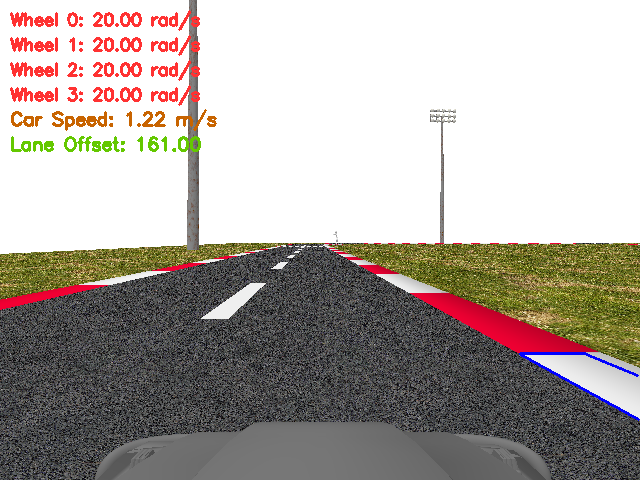 Wheel 0: 20.00 rad/s
Wheel 1: 20.00 rad/s
Wheel 2: 20.00 rad/s
Wheel 3: 20.00 rad/s
Car Speed: 1.22 m/s
Lane Offset: 161.00